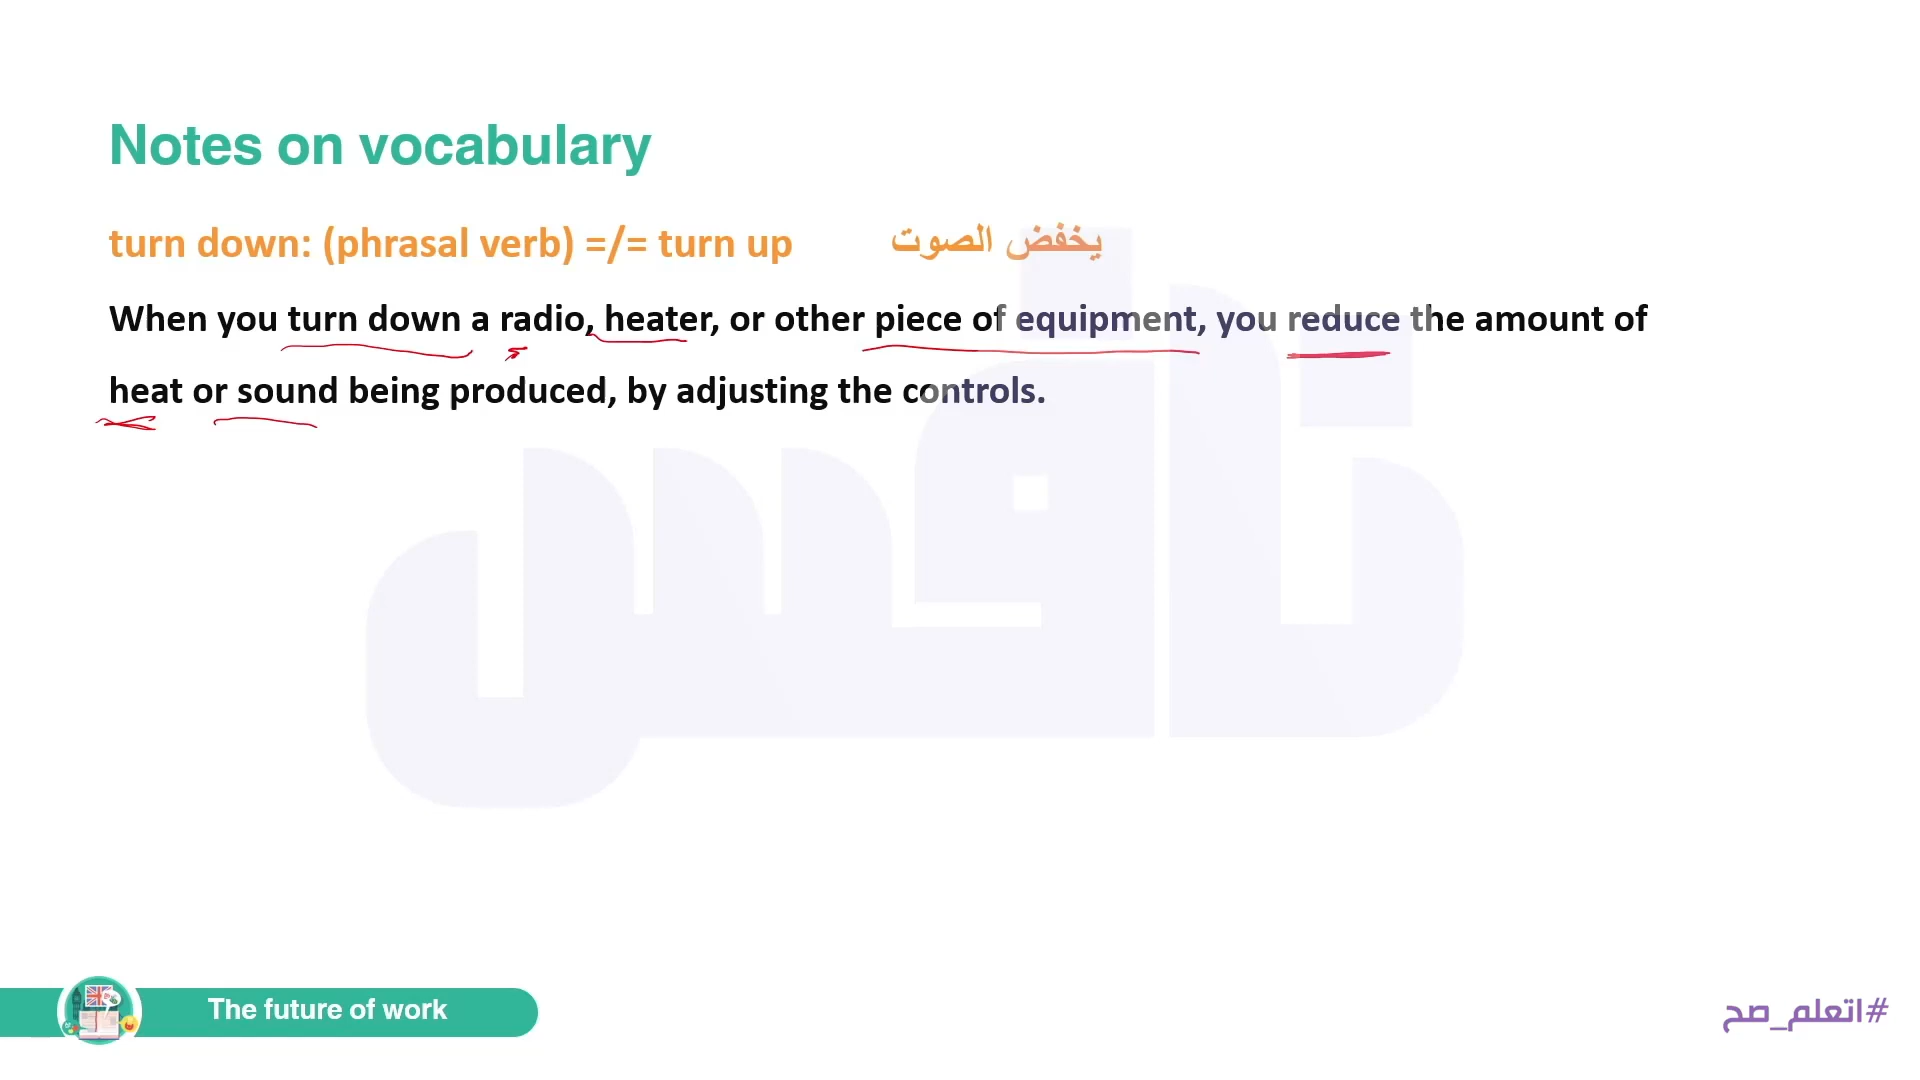 Notes on vocabulary
turn down: (phrasal verb) =/= turn up يخفض الصوت
When you turn down a radio, heater, or other piece of equipment, you reduce the amount of
heat or sound being produced, by adjusting the controls.
نافس
The future of work
#اتعلم_صح